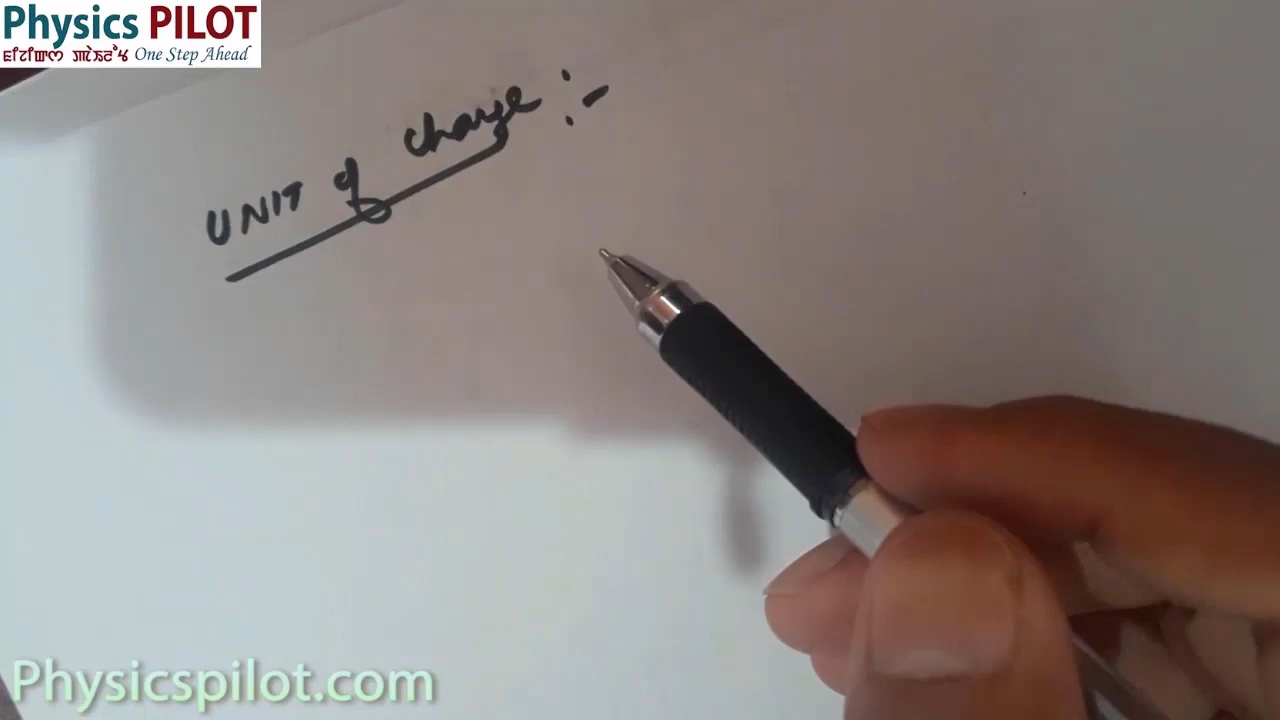 Physics PILOT
One Step Ahead
UNIT of Charge :-
Physicspilot.com